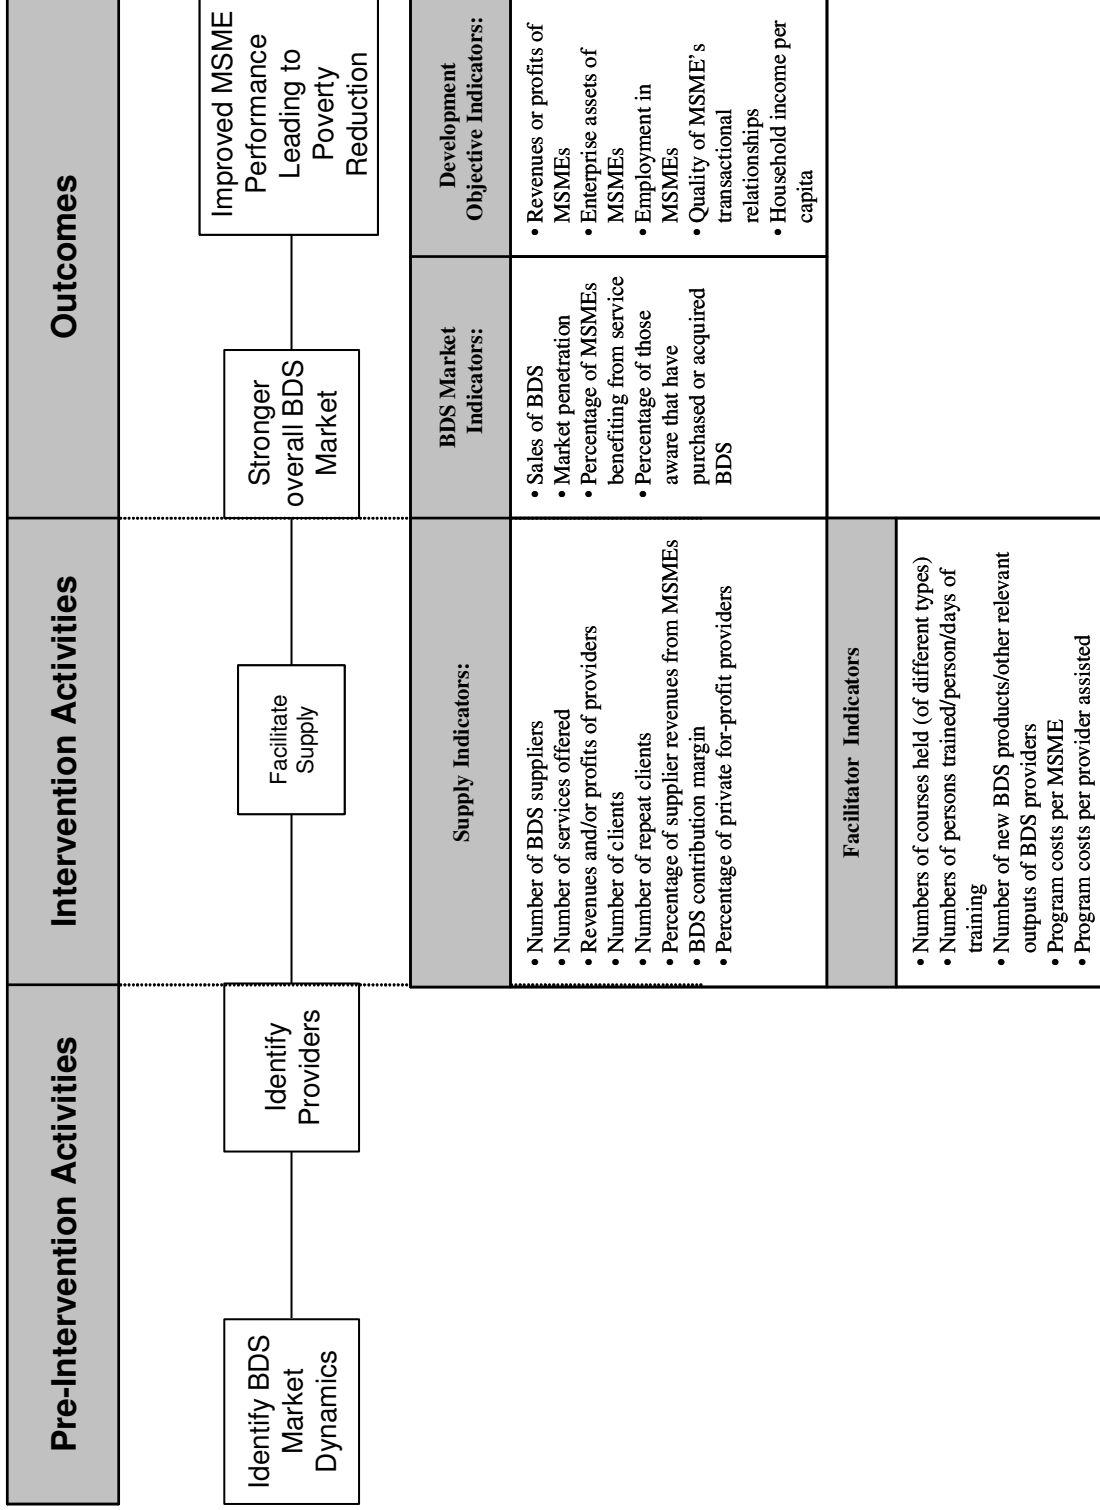 Pre-Intervention Activities
Intervention Activities
Outcomes
Identify BDS
Market
Dynamics
Identify
Providers
Facilitate
Supply
Stronger
overall BDS
Market
Improved MSME
Performance
Leading to
Poverty
Reduction
Supply Indicators:
• Number of BDS suppliers
• Number of services offered
• Revenues and/or profits of providers
• Number of clients
• Number of repeat clients
• Percentage of supplier revenues from MSMEs
• BDS contribution margin
• Percentage of private for-profit providers
BDS Market
Indicators:
• Sales of BDS
• Market penetration
• Percentage of MSMEs
benefiting from service
• Percentage of those
aware that have
purchased or acquired
BDS
Development
Objective Indicators:
• Revenues or profits of
MSMEs
• Enterprise assets of
MSMEs
• Employment in
MSMEs
• Quality of MSME’s
transactional
relationships
• Household income per
capita
Facilitator Indicators
• Numbers of courses held (of different types)
• Numbers of persons trained/person/days of
training
• Number of new BDS products/other relevant
outputs of BDS providers
• Program costs per MSME
• Program costs per provider assisted